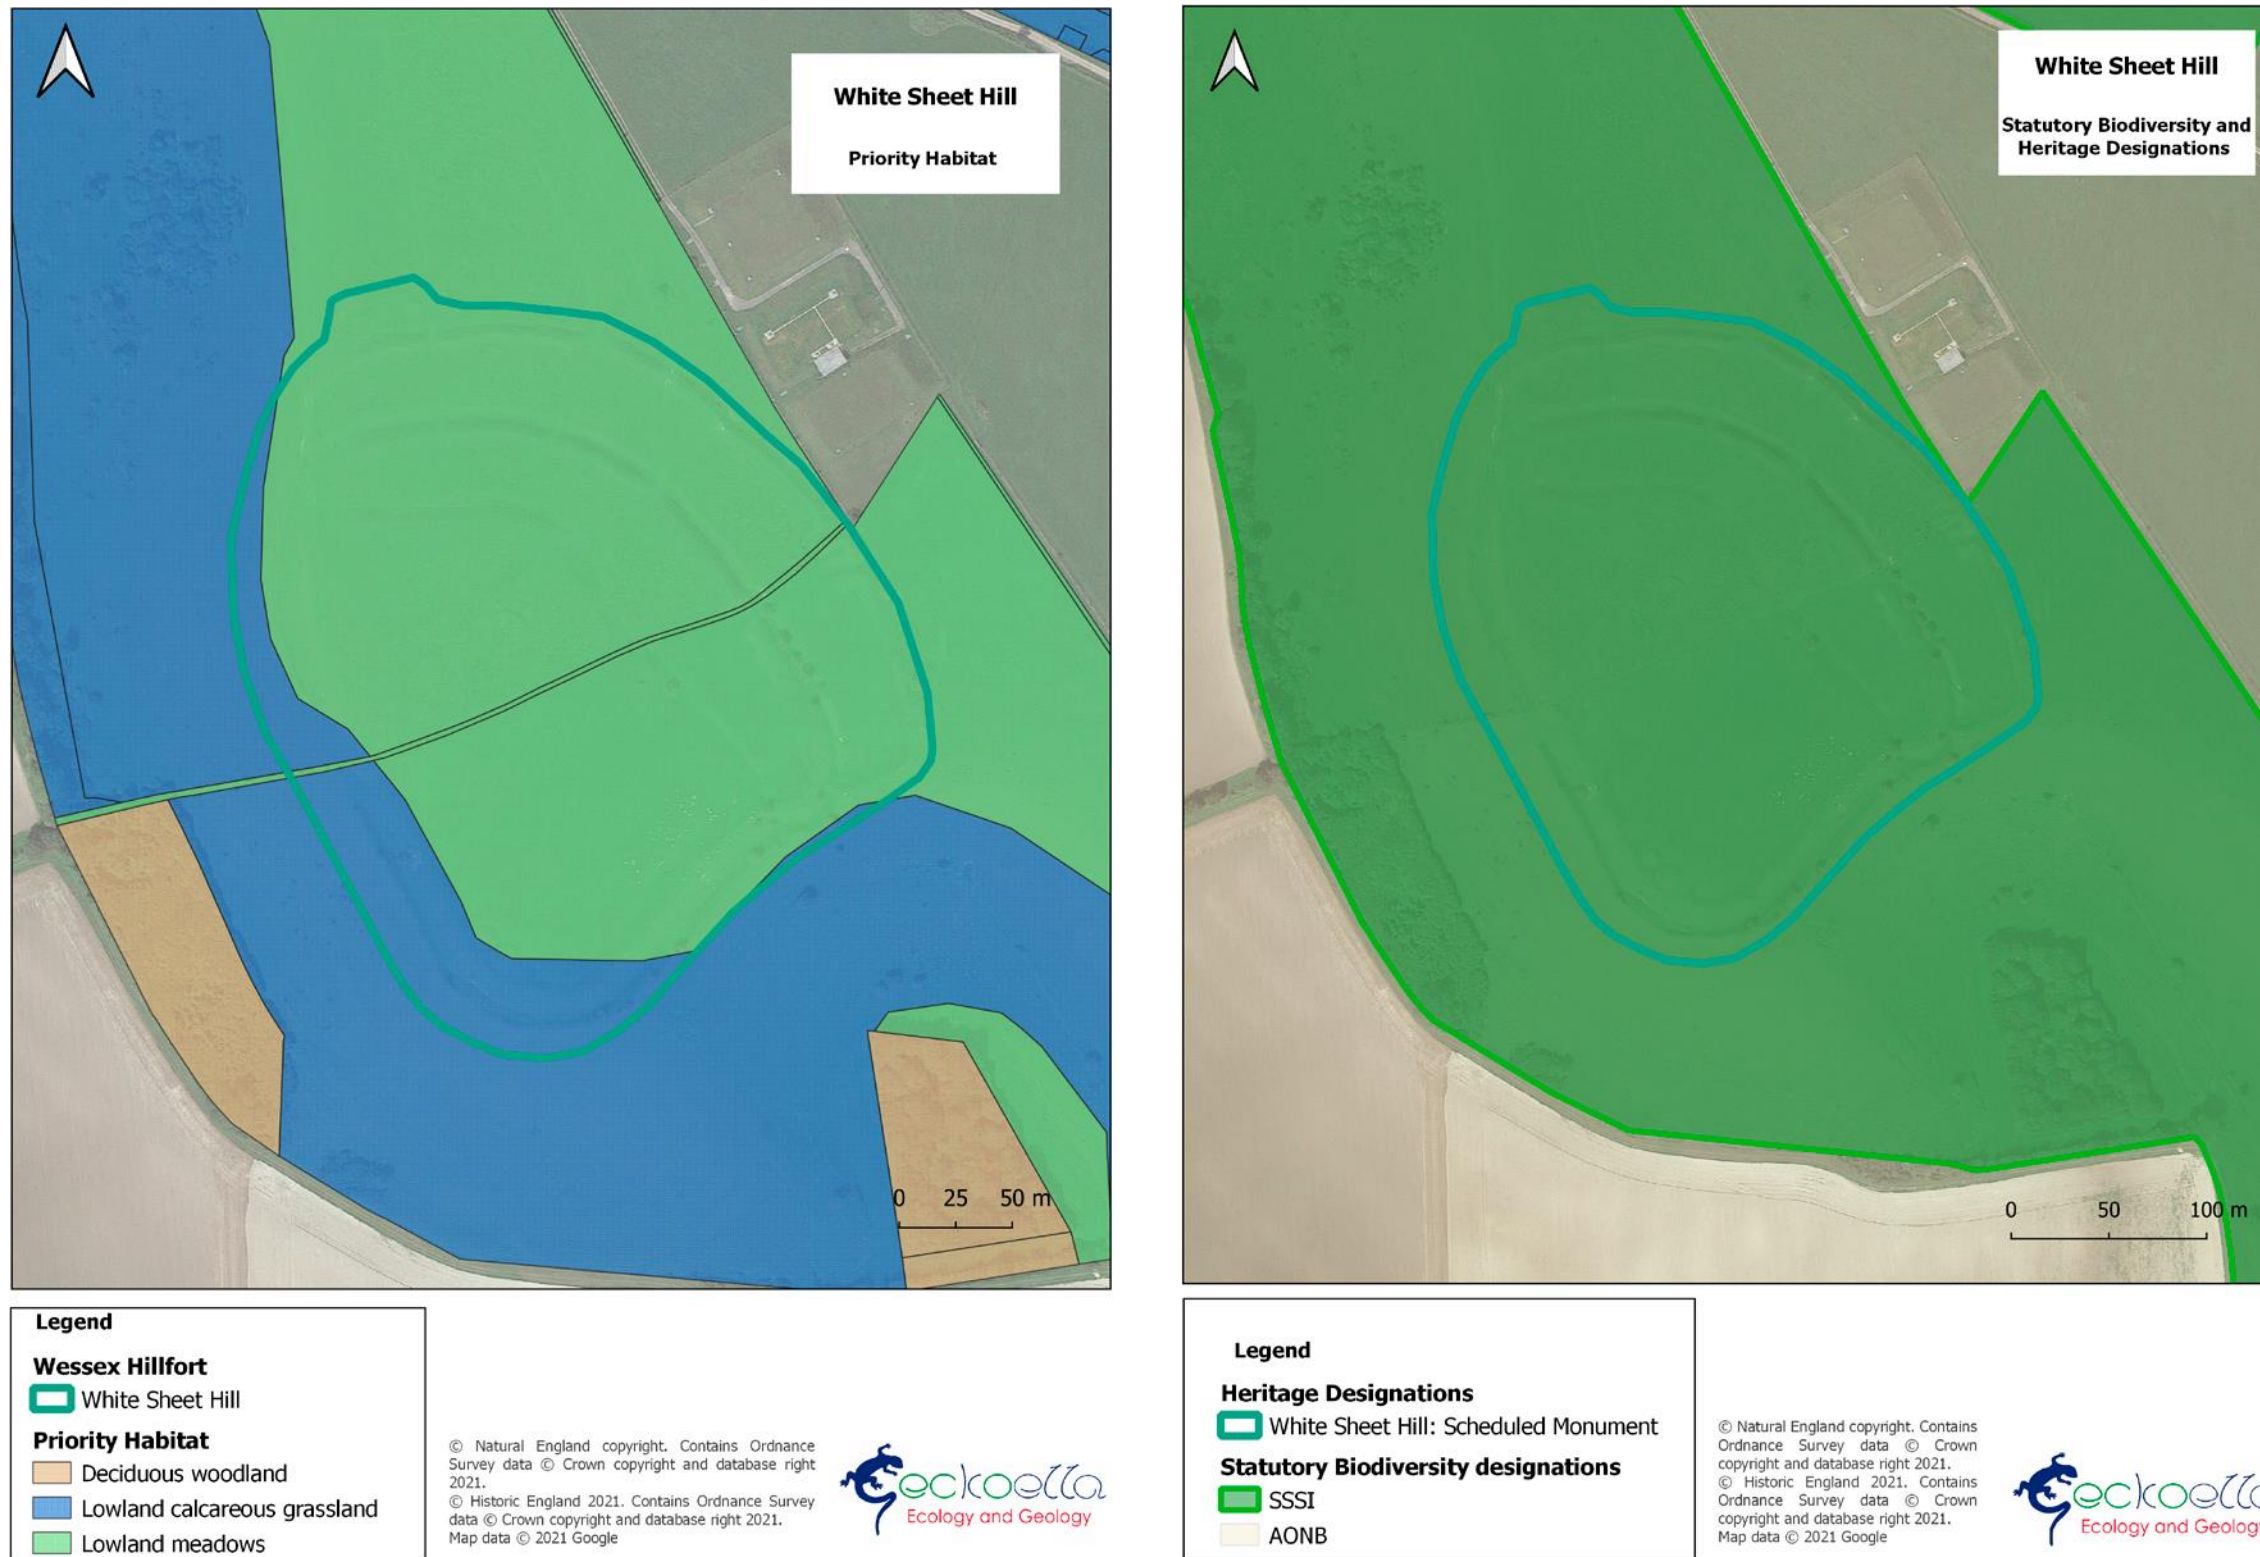 White Sheet Hill
Priority Habitat
0 25 50 m
Legend
Wessex Hillfort
White Sheet Hill
Priority Habitat
Deciduous woodland
Lowland calcareous grassland
Lowland meadows
© Natural England copyright. Contains Ordnance
Survey data © Crown copyright and database right
2021.
© Historic England 2021. Contains Ordnance Survey
data © Crown copyright and database right 2021.
Map data © 2021 Google
Geckoella
Ecology and Geology
White Sheet Hill
Statutory Biodiversity and
Heritage Designations
0 50 100 m
Legend
Heritage Designations
White Sheet Hill: Scheduled Monument
Statutory Biodiversity designations
SSSI
AONB
© Natural England copyright. Contains
Ordnance Survey data © Crown
copyright and database right 2021.
© Historic England 2021. Contains
Ordnance Survey data © Crown
copyright and database right 2021.
Map data © 2021 Google
Geckoella
Ecology and Geology